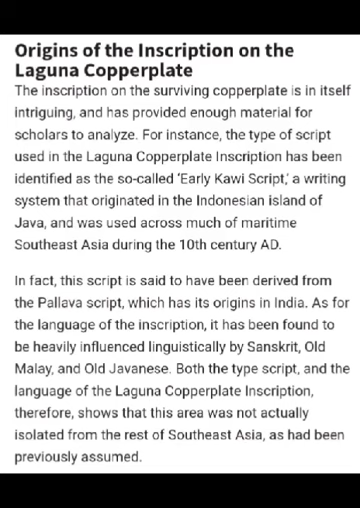 Origins of the Inscription on the
Laguna Copperplate
The inscription on the surviving copperplate is in itself
intriguing, and has provided enough material for
scholars to analyze. For instance, the type of script
used in the Laguna Copperplate Inscription has been
identified as the so-called ‘Early Kawi Script,’ a writing
system that originated in the Indonesian island of
Java, and was used across much of maritime
Southeast Asia during the 10th century AD.
In fact, this script is said to have been derived from
the Pallava script, which has its origins in India. As for
the language of the inscription, it has been found to
be heavily influenced linguistically by Sanskrit, Old
Malay, and Old Javanese. Both the type script, and the
language of the Laguna Copperplate Inscription,
therefore, shows that this area was not actually
isolated from the rest of Southeast Asia, as had been
previously assumed.